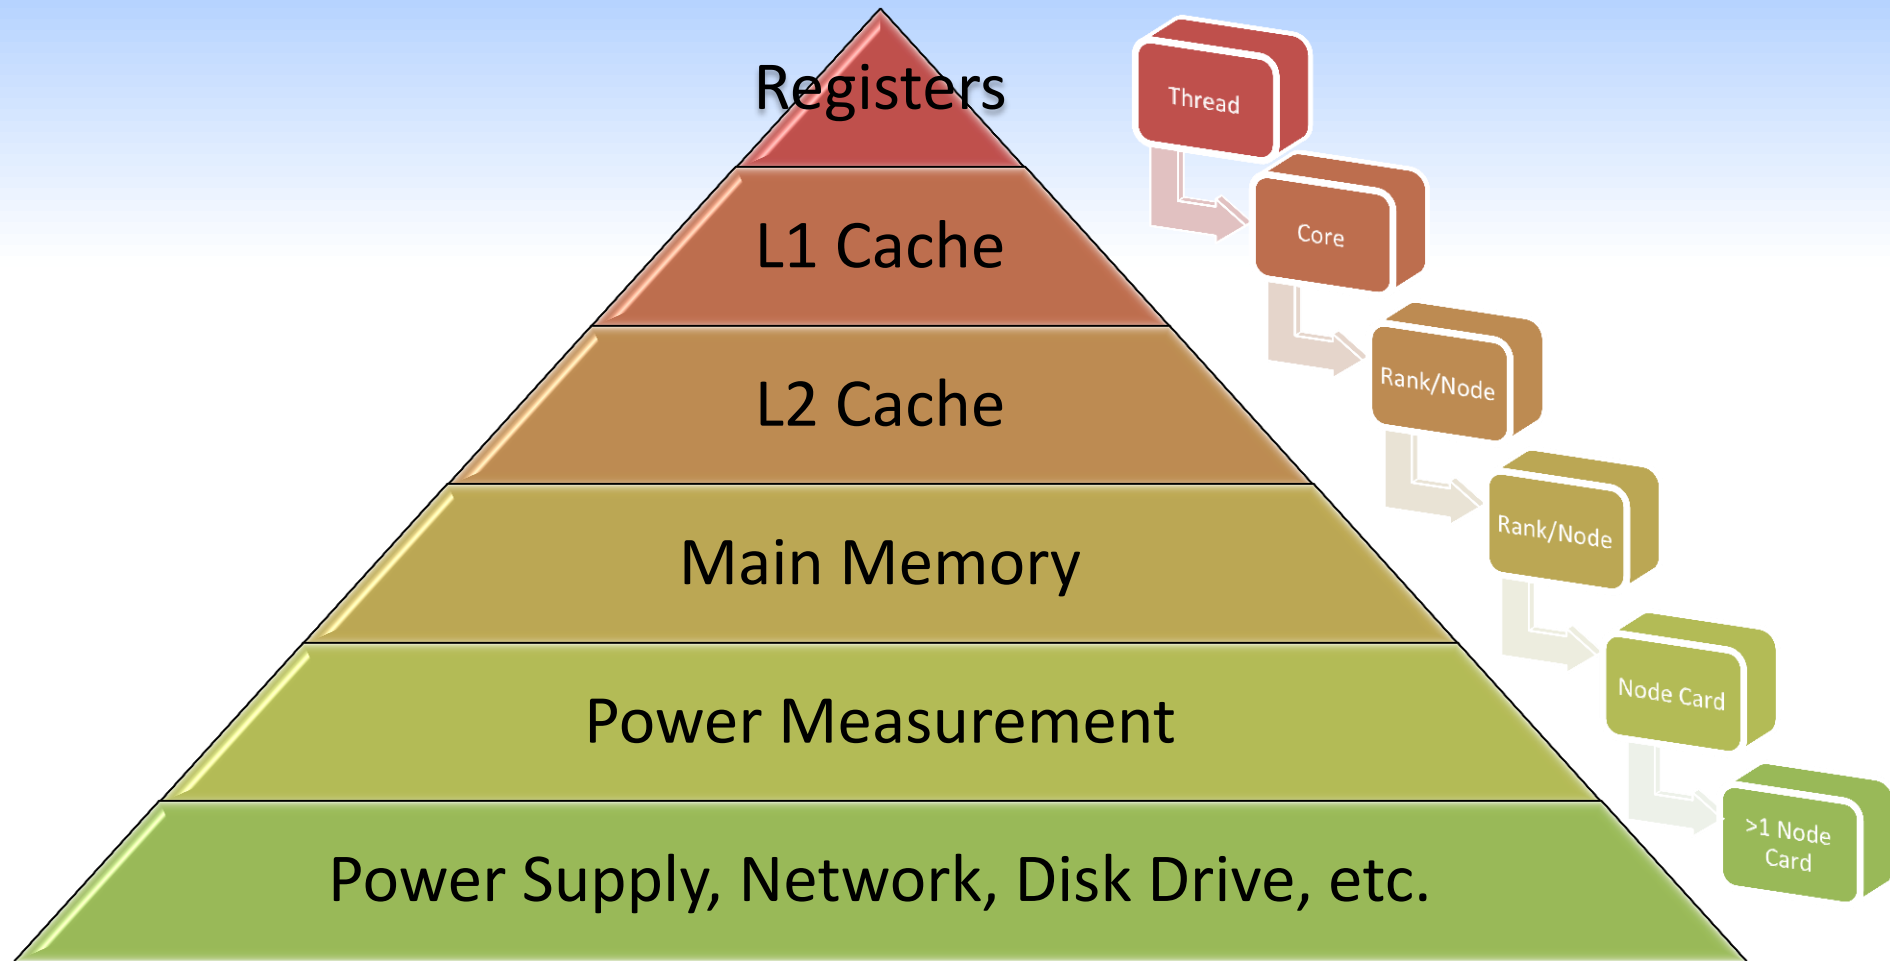 Registers
Thread
L1 Cache
Core
L2 Cache
Rank/Node
Main Memory
Rank/Node
Power Measurement
Node Card
Power Supply, Network, Disk Drive, etc.
>1 Node
Card